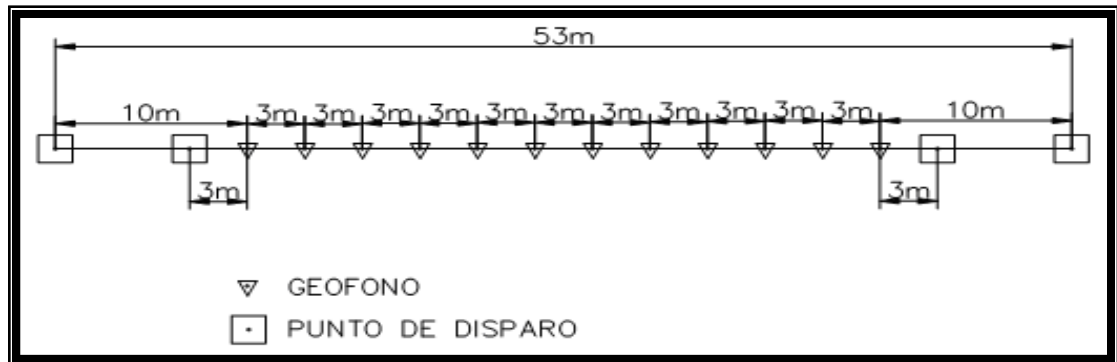 53m
10m 3m 3m 3m 3m 3m 3m 3m 3m 3m 3m 3m 10m
3m 3m
GEOFONO
PUNTO DE DISPARO